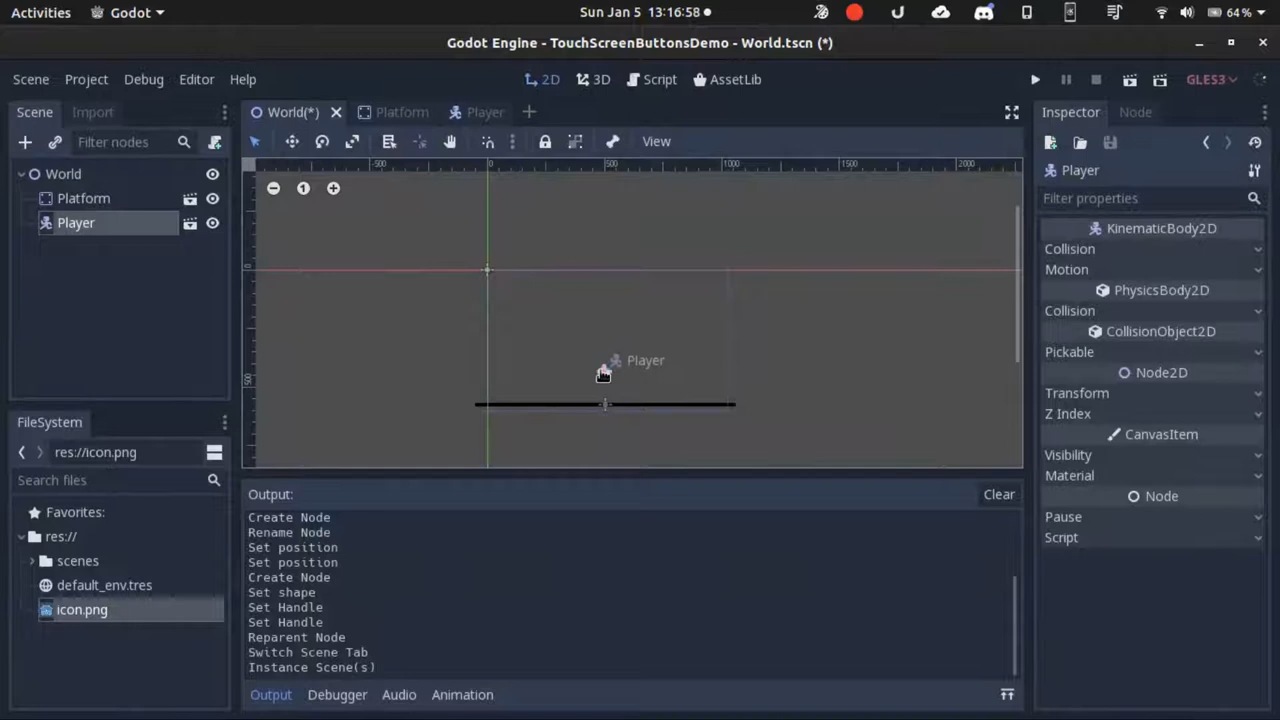 Activities Godot Sun Jan 5 13:16:58 64 %
Godot Engine - TouchScreenButtonsDemo - World.tscn (*)
Scene Project Debug Editor Help 2D 3D Script AssetLib GLES3
Scene Import World(*) Platform Player Inspector Node
Filter nodes View
-500 0 500 1000 1500 2000
World Player
Platform 1 Filter properties
Player KinematicBody2D
Collision
0 Motion
PhysicsBody2D
Collision
CollisionObject2D
Player Pickable
500 Node2D
Transform
FileSystem Z Index
CanvasItem
res://icon.png Visibility
Search files Material
Output: Clear Node
Favorites: Create Node Pause
res:// Rename Node Script
Set position
scenes Set position
default_env.tres Create Node
Set shape
icon.png Set Handle
Set Handle
Reparent Node
Switch Scene Tab
Instance Scene(s)
Output Debugger Audio Animation